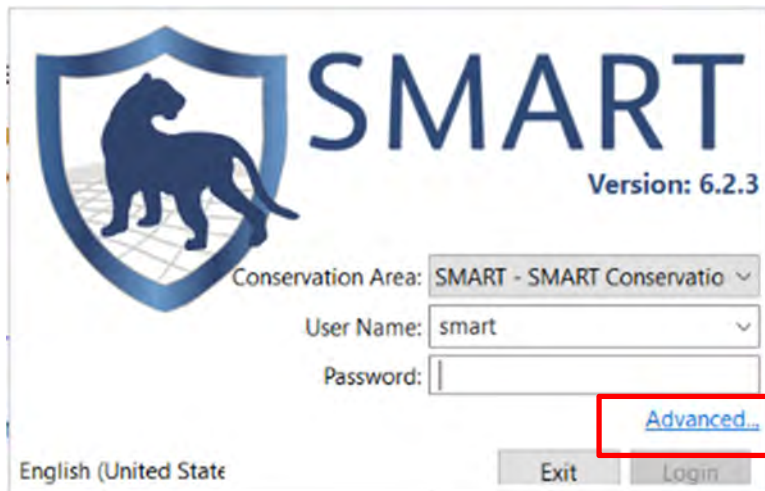 SMART
Version: 6.2.3
Conservation Area: SMART - SMART Conservatio
User Name: smart
Password:
Advanced...
English (United State Exit Login